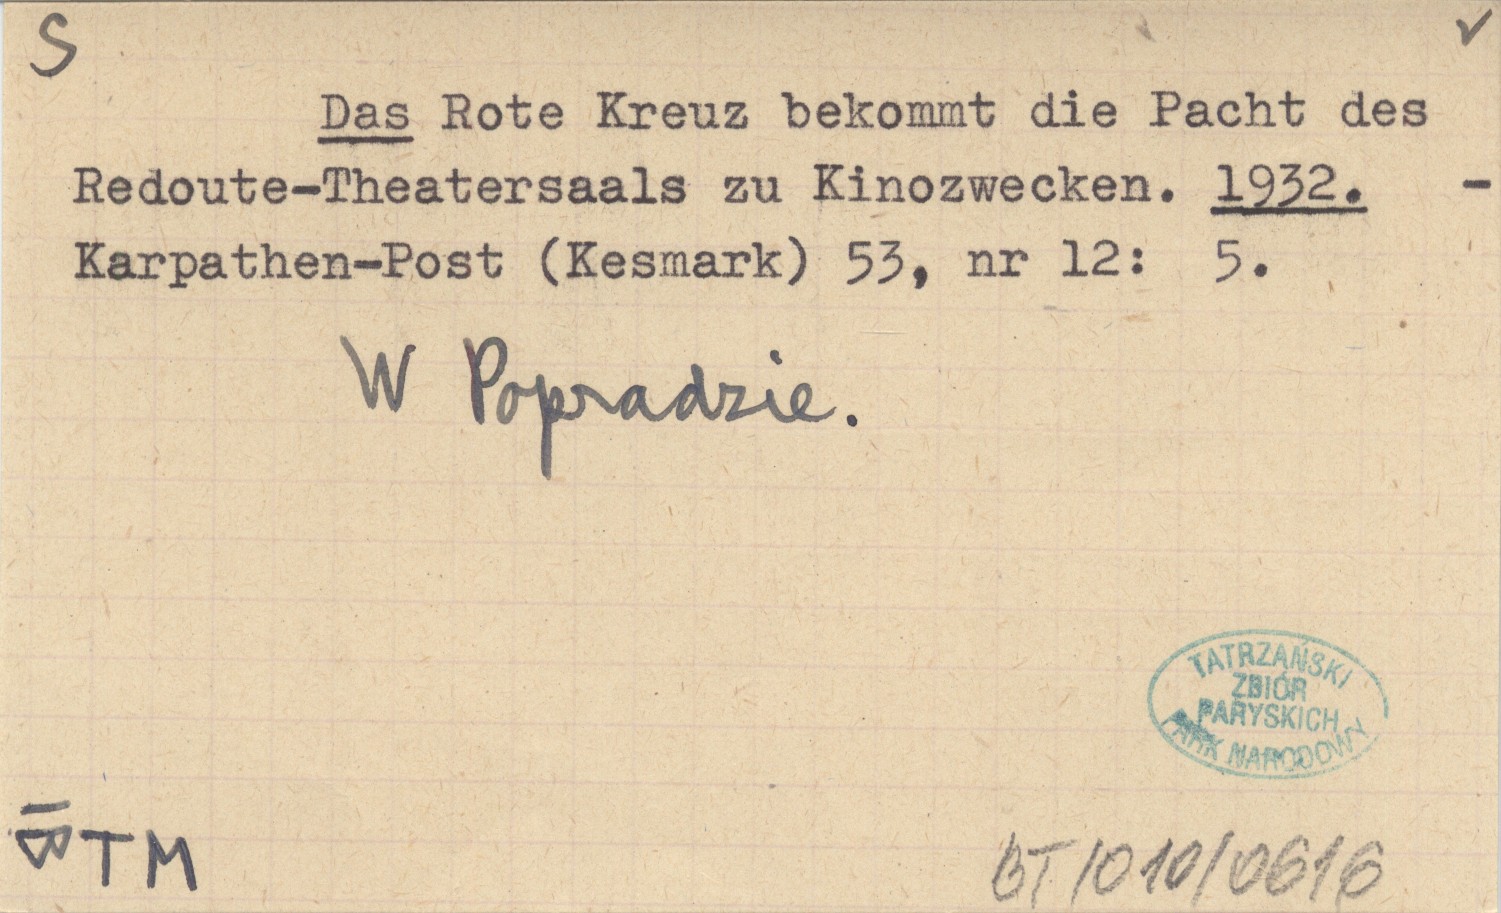 S ✓
Das Rote Kreuz bekommt die Pacht des
Redoute-Theatersaals zu Kinozwecken. 1932. -
Karpathen-Post (Kesmark) 53, nr 12: 5.
W Popradzie.
TATRZAŃSKI
ZBIÓR
PARYSKICH
PARK NARODOWY
TM
BT/010/0616